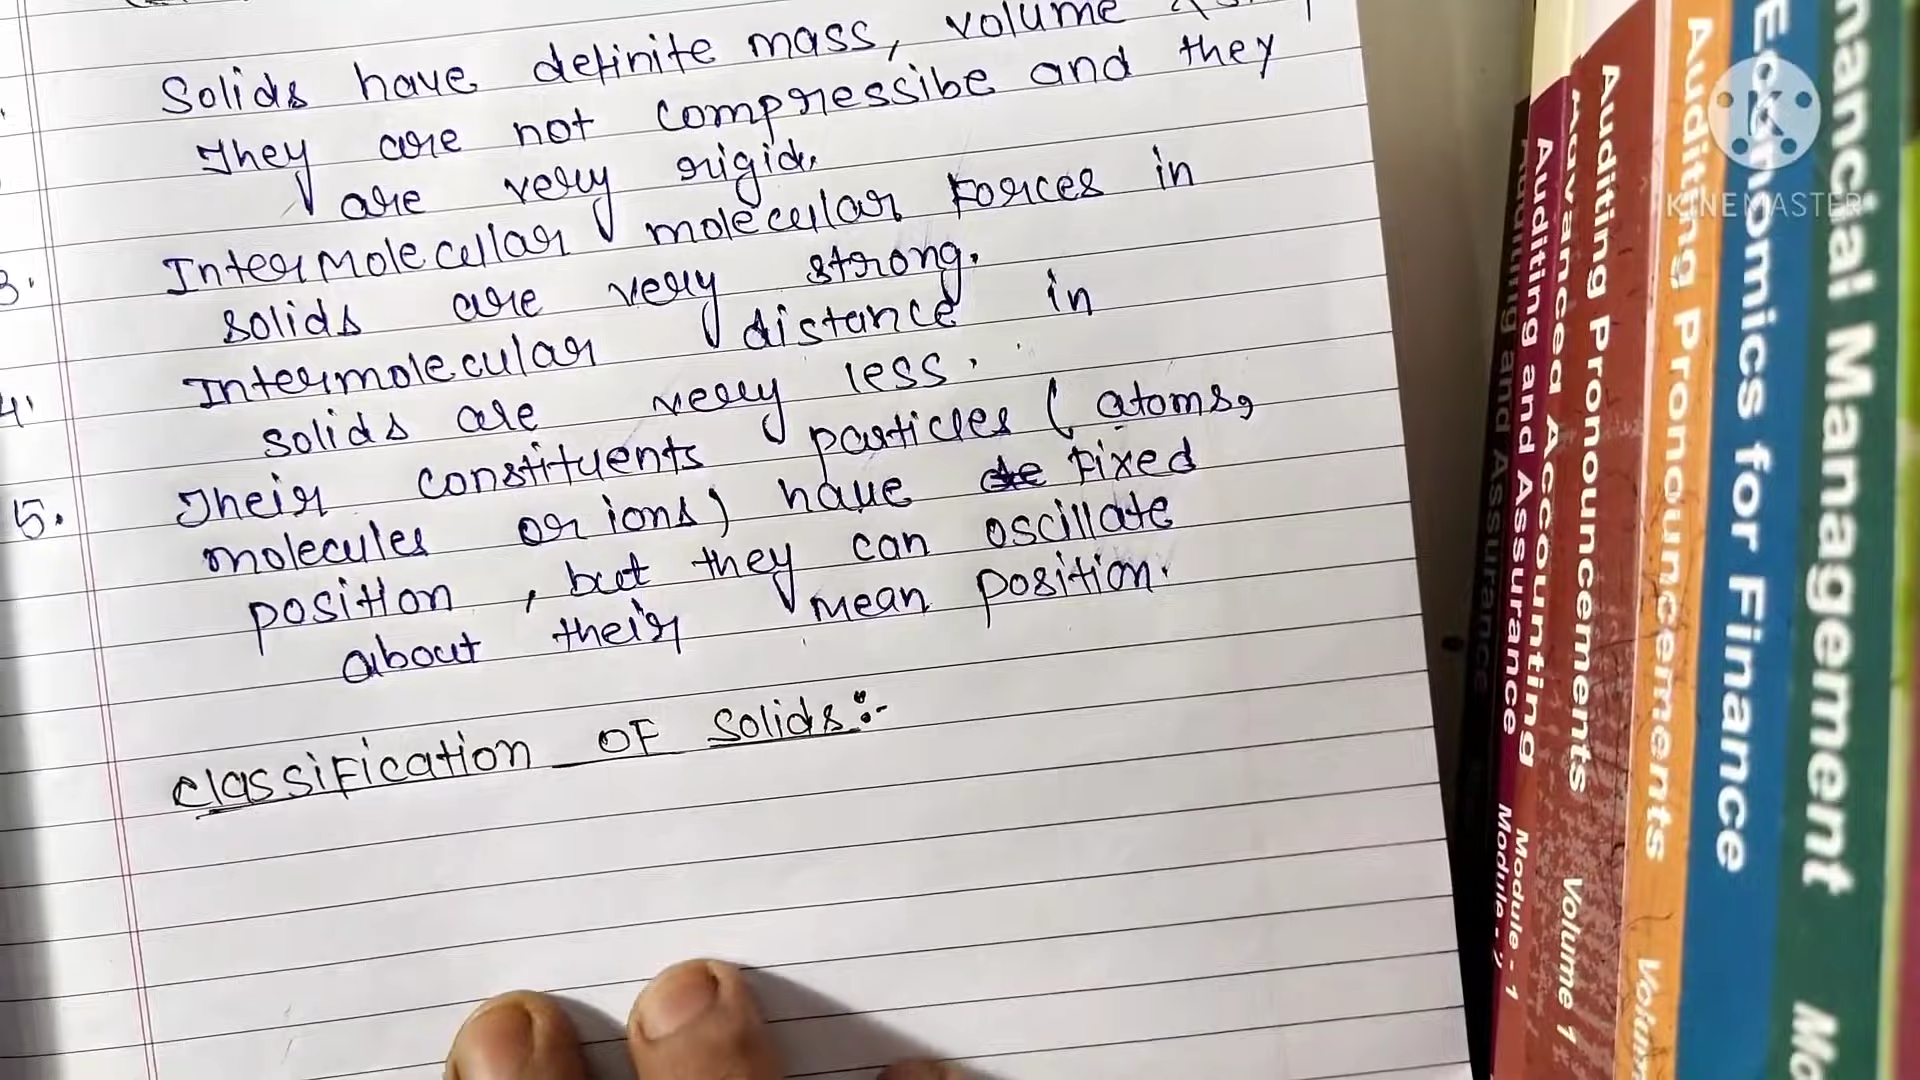 Solids have definite mass, volume
They are not compressibe and they
are very rigid.
3. Intermolecular molecular Forces in
solids are very strong.
4. Intermolecular distance in
solids are very less.
5. Their constituents particles ( atoms,
molecules or ions) have de fixed
position, but they can oscillate
about their mean position.
Classification OF Solids:-
Auditing and Assurance
Auditing and Assurance Module - 2
Advanced Accounting Module - 1
Auditing Pronouncements Volume 1
Auditing Pronouncements
Economics for Finance
nancial Management
K
KINEMASTER